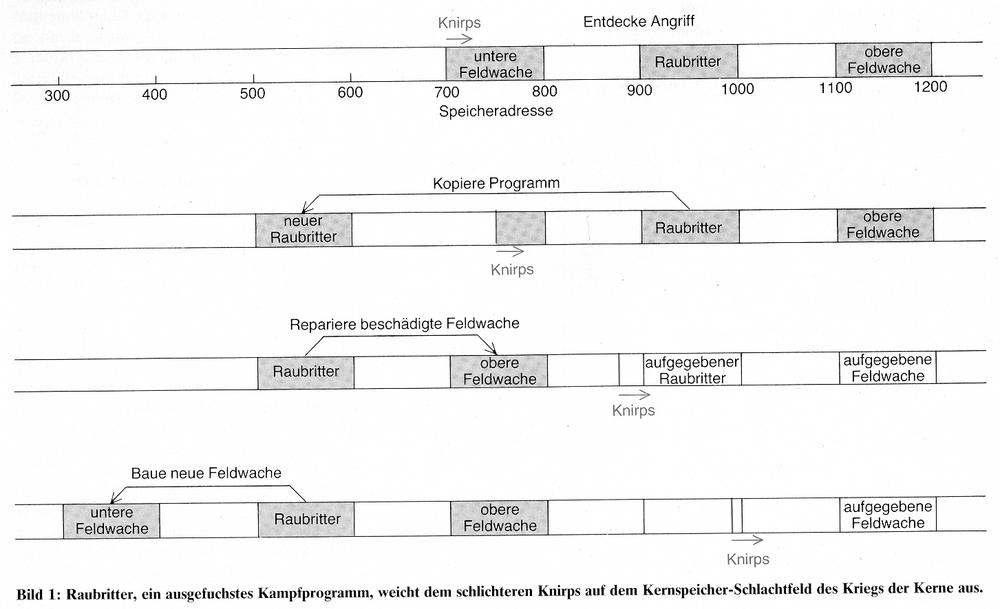 Knirps
Entdecke Angriff
untere
Feldwache
Raubritter
obere
Feldwache
300 400 500 600 700 800 900 1000 1100 1200
Speicheradresse
Kopiere Programm
neuer
Raubritter
Raubritter
obere
Feldwache
Knirps
Repariere beschädigte Feldwache
Raubritter
obere
Feldwache
aufgegebener
Raubritter
aufgegebene
Feldwache
Knirps
Baue neue Feldwache
untere
Feldwache
Raubritter
obere
Feldwache
aufgegebene
Feldwache
Knirps
Bild 1: Raubritter, ein ausgefuchstes Kampfprogramm, weicht dem schlichteren Knirps auf dem Kernspeicher-Schlachtfeld des Kriegs der Kerne aus.